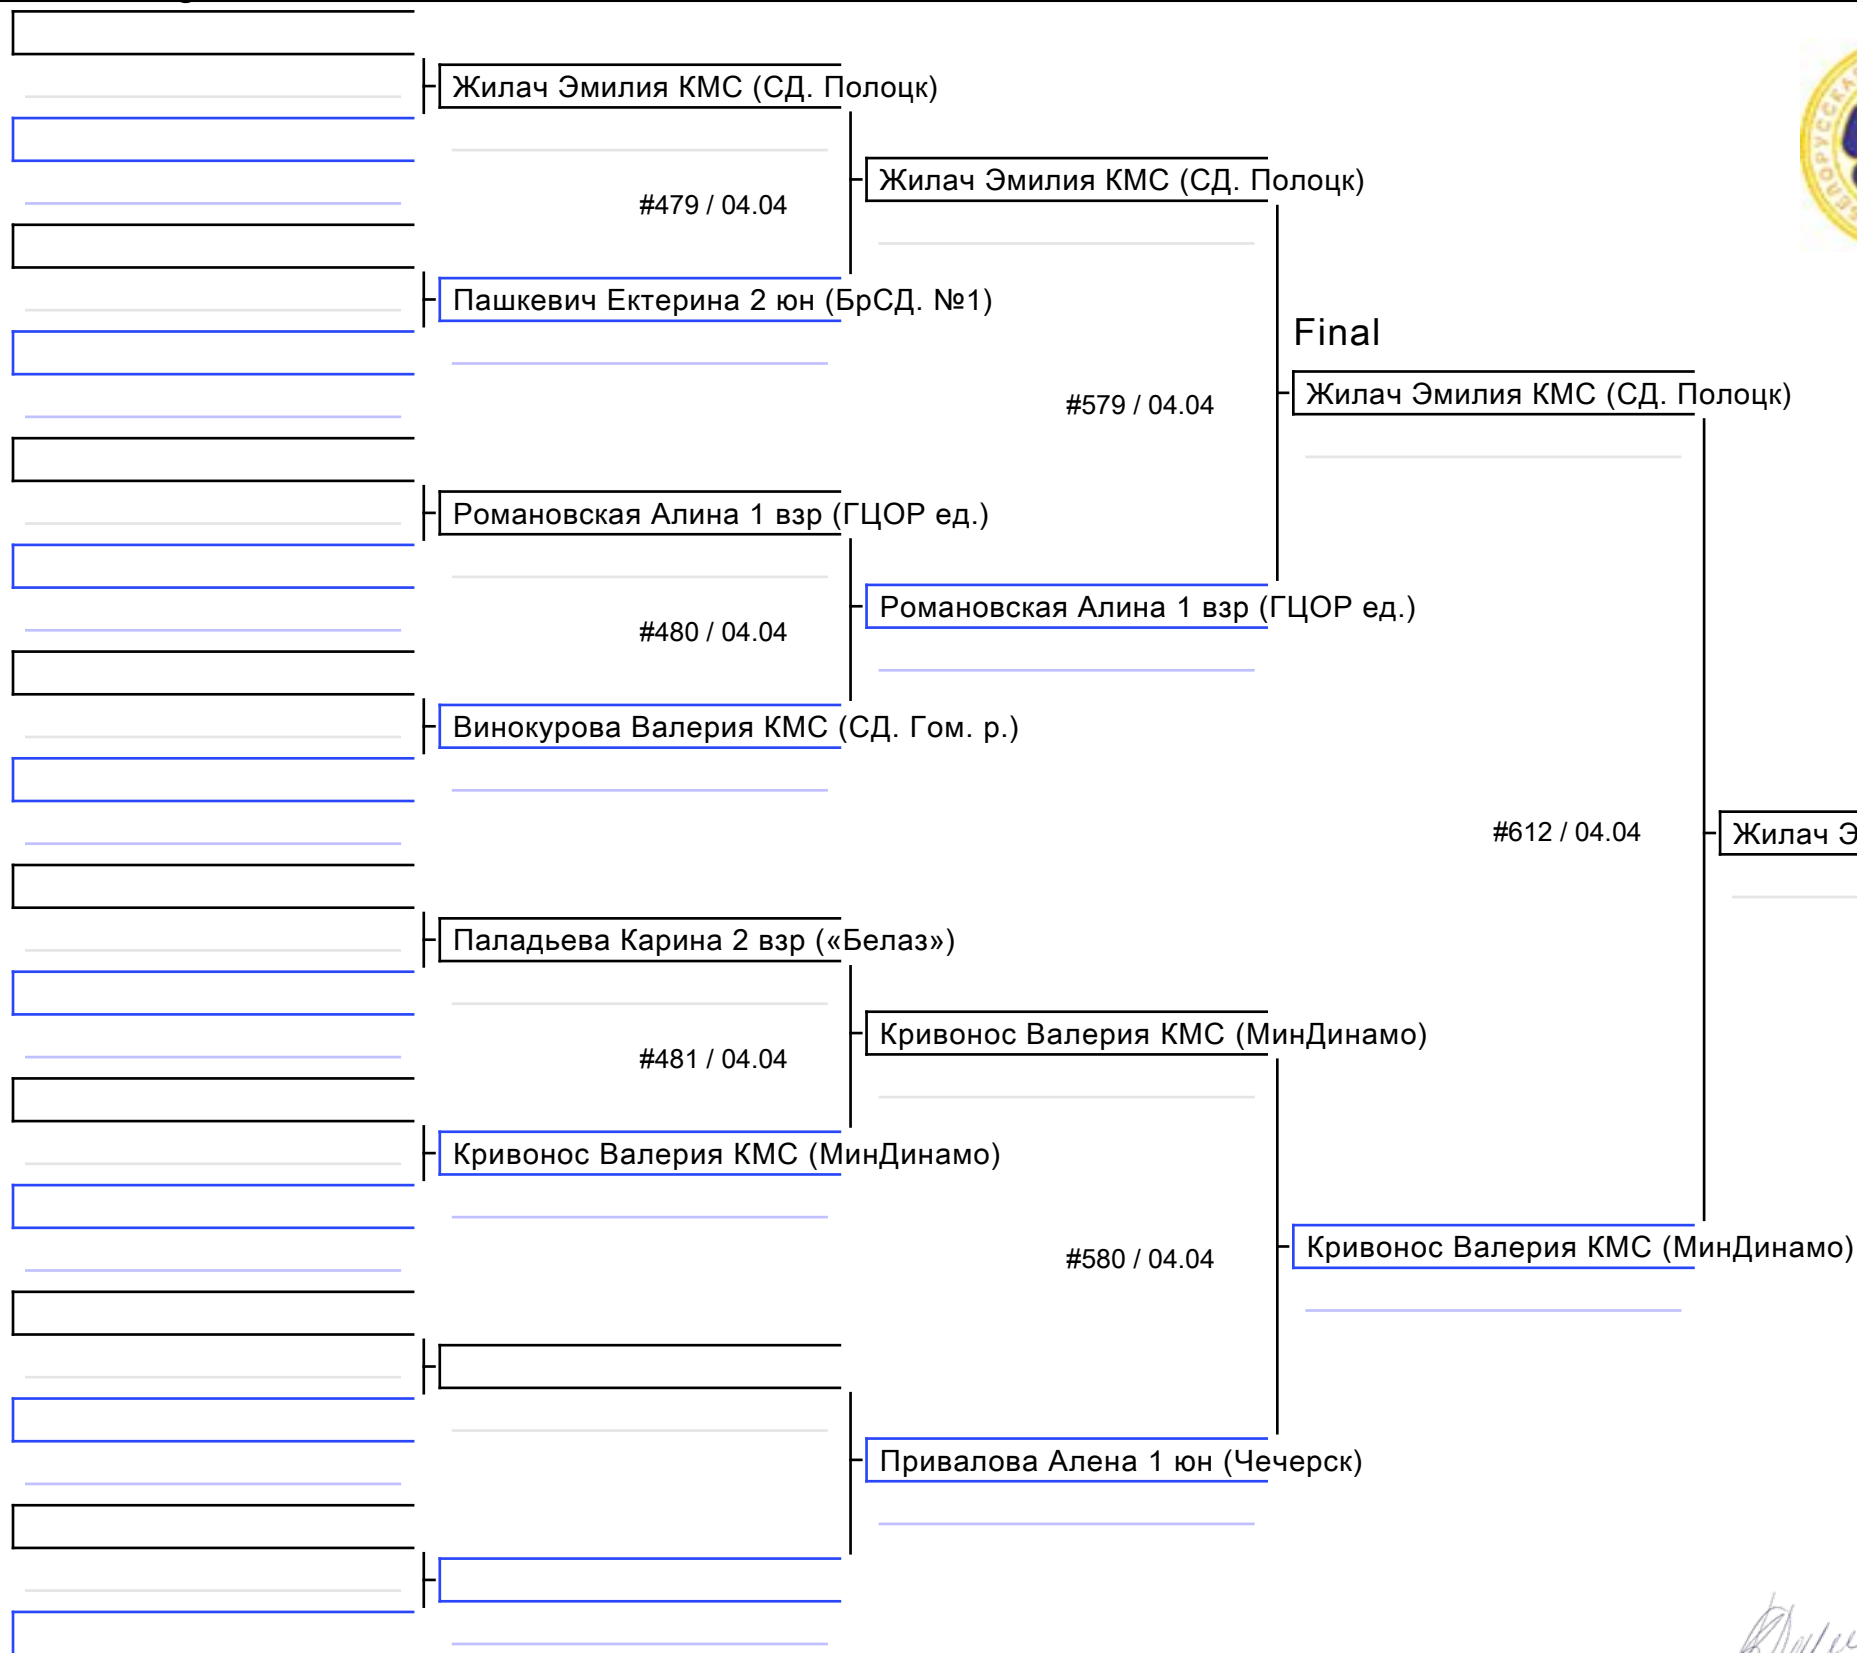 Жилач Эмилия КМС (СД. Полоцк)
Жилач Эмилия КМС (СД. Полоцк)
#479 / 04.04
Пашкевич Ектерина 2 юн (БрСД. №1)
Final
Жилач Эмилия КМС (СД. Полоцк)
#579 / 04.04
Романовская Алина 1 взр (ГЦОР ед.)
Романовская Алина 1 взр (ГЦОР ед.)
#480 / 04.04
Винокурова Валерия КМС (СД. Гом. р.)
#612 / 04.04
Жилач Э
Паладьева Карина 2 взр («Белаз»)
Кривонос Валерия КМС (МинДинамо)
#481 / 04.04
Кривонос Валерия КМС (МинДинамо)
Кривонос Валерия КМС (МинДинамо)
#580 / 04.04
Привалова Алена 1 юн (Чечерск)